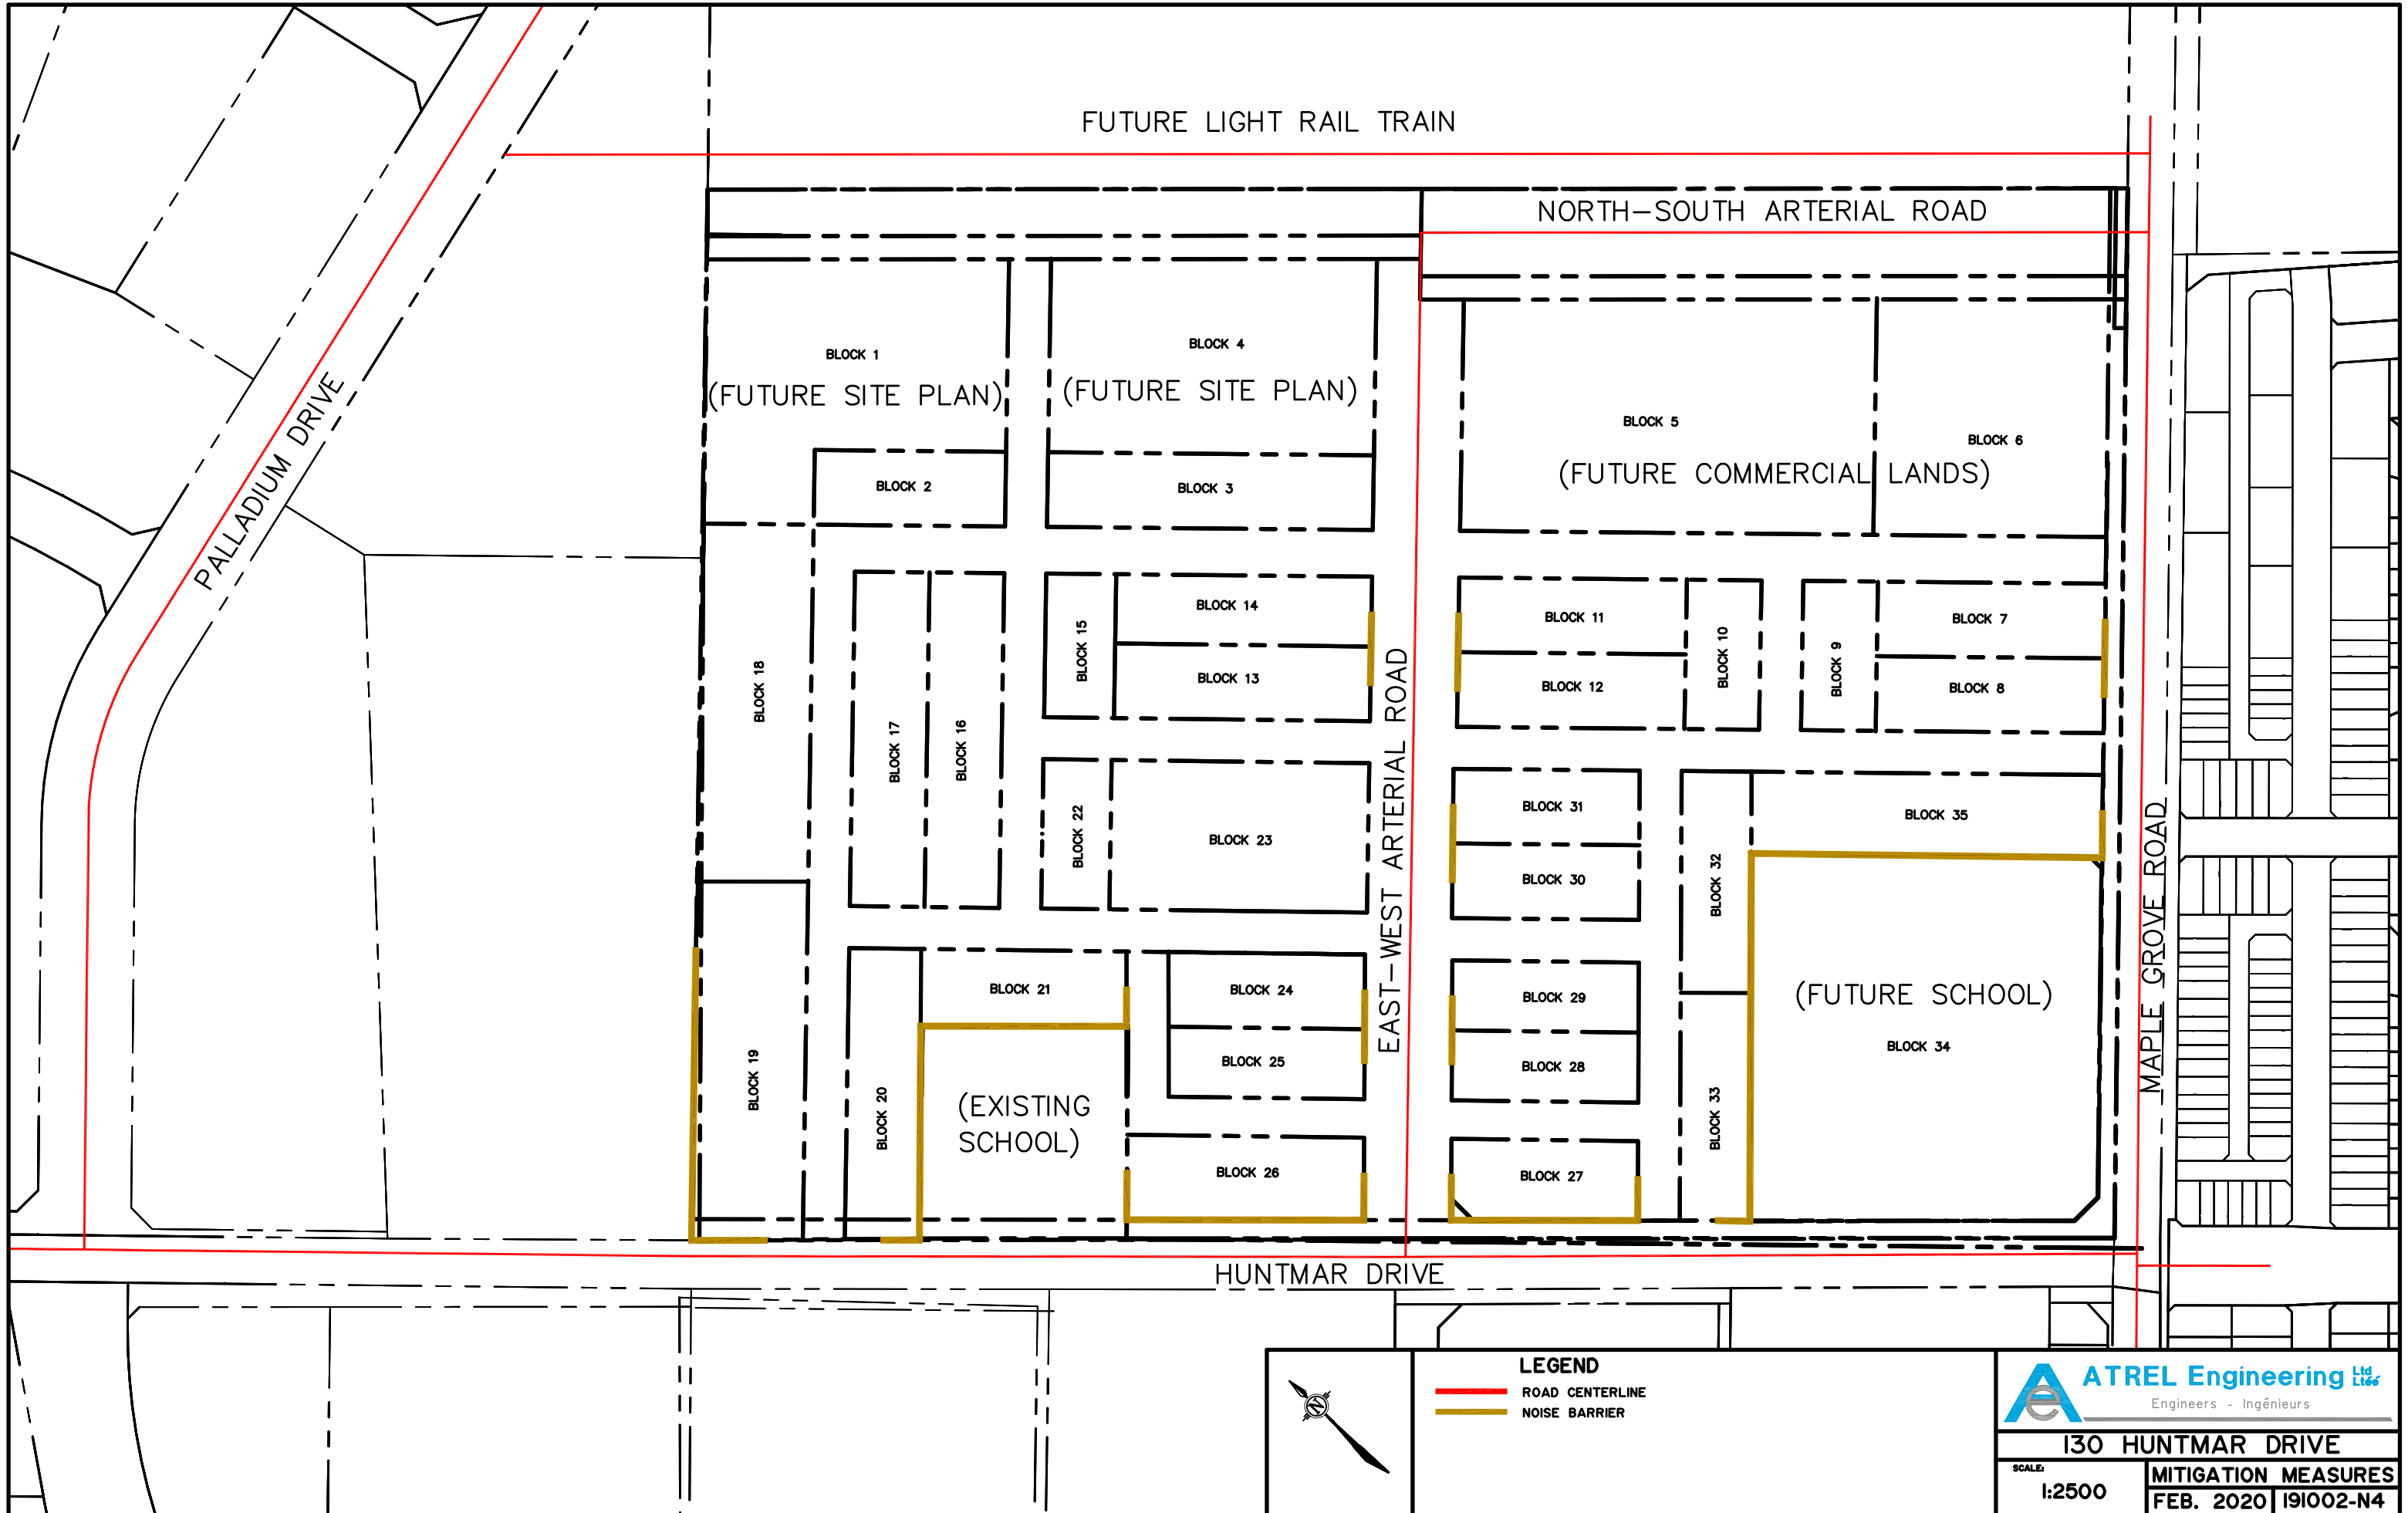 FUTURE LIGHT RAIL TRAIN
NORTH-SOUTH ARTERIAL ROAD
BLOCK 1
(FUTURE SITE PLAN)
BLOCK 4
(FUTURE SITE PLAN)
BLOCK 5
BLOCK 6
(FUTURE COMMERCIAL LANDS)
PALLADIUM DRIVE
BLOCK 2
BLOCK 3
BLOCK 18
BLOCK 17
BLOCK 16
BLOCK 15
BLOCK 14
BLOCK 13
EAST-WEST ARTERIAL ROAD
BLOCK 11
BLOCK 12
BLOCK 10
BLOCK 9
BLOCK 7
BLOCK 8
BLOCK 22
BLOCK 23
BLOCK 31
BLOCK 30
BLOCK 32
BLOCK 35
MAPLE GROVE ROAD
BLOCK 19
BLOCK 20
BLOCK 21
(EXISTING
SCHOOL)
BLOCK 24
BLOCK 25
BLOCK 26
BLOCK 29
BLOCK 28
BLOCK 27
BLOCK 33
(FUTURE SCHOOL)
BLOCK 34
HUNTMAR DRIVE
N
LEGEND
ROAD CENTERLINE
NOISE BARRIER
Ae
ATREL Engineering Ltd Ltée
Engineers - Ingénieurs
130 HUNTMAR DRIVE
SCALE:
1:2500
MITIGATION MEASURES
FEB. 2020
191002-N4